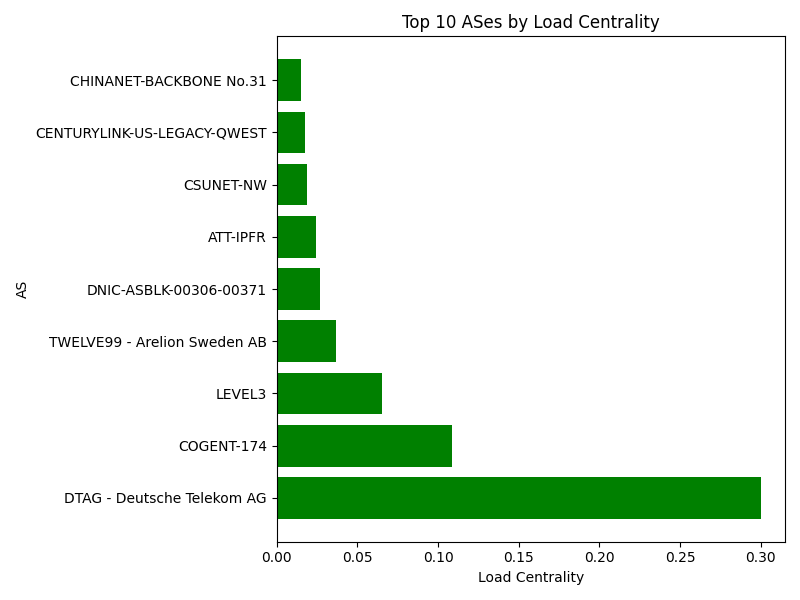 Top 10 ASes by Load Centrality
CHINANET-BACKBONE No.31
CENTURYLINK-US-LEGACY-QWEST
CSUNET-NW
ATT-IPFR
DNIC-ASBLK-00306-00371
TWELVE99 - Arelion Sweden AB
LEVEL3
COGENT-174
DTAG - Deutsche Telekom AG
AS
0.00 0.05 0.10 0.15 0.20 0.25 0.30
Load Centrality